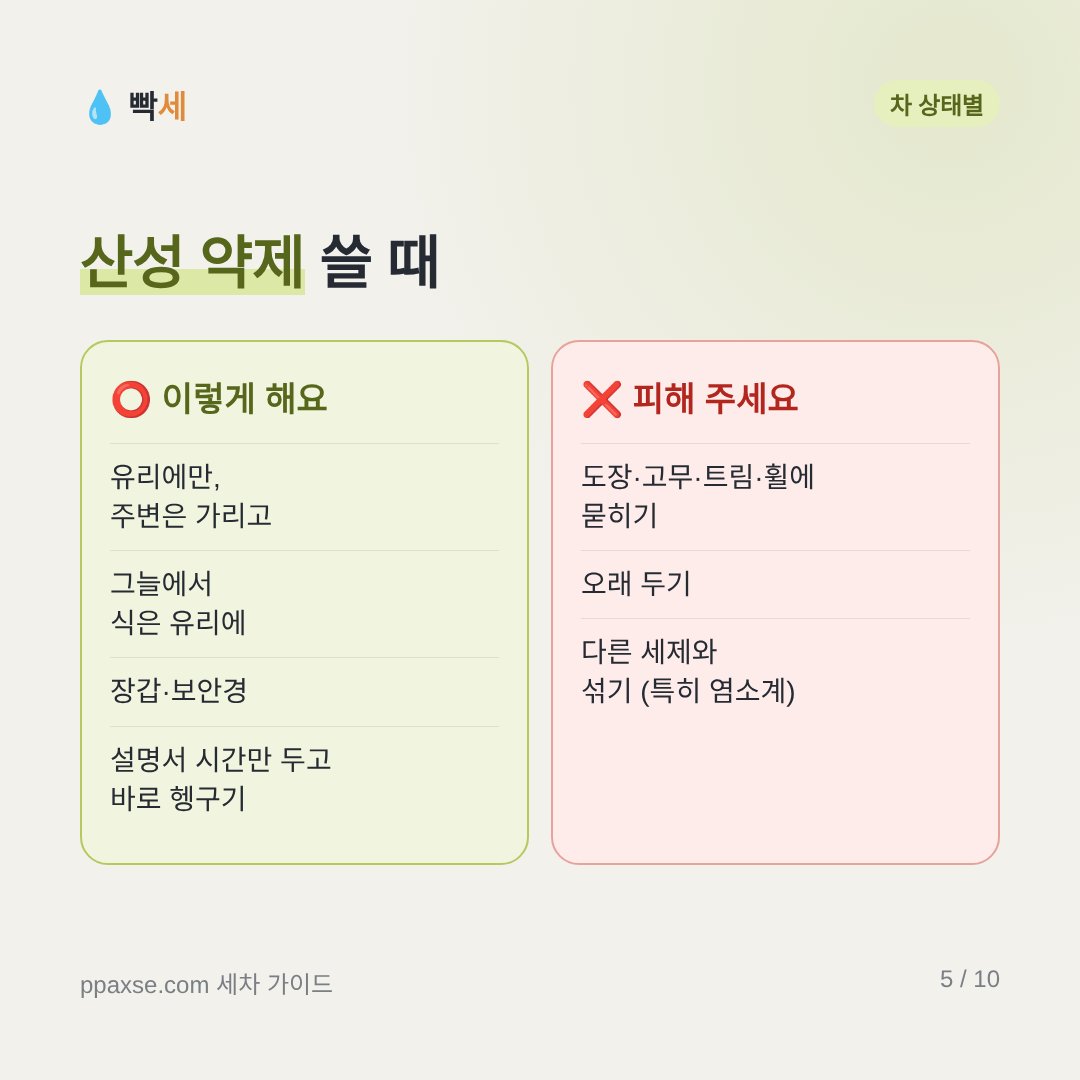 빡세
차 상태별
산성 약제 쓸 때
⭕ 이렇게 해요
유리에만,
주변은 가리고
그늘에서
식은 유리에
장갑·보안경
설명서 시간만 두고
바로 헹구기
❌ 피해 주세요
도장·고무·트림·휠에
묻히기
오래 두기
다른 세제와
섞기 (특히 염소계)
ppaxse.com 세차 가이드
5 / 10